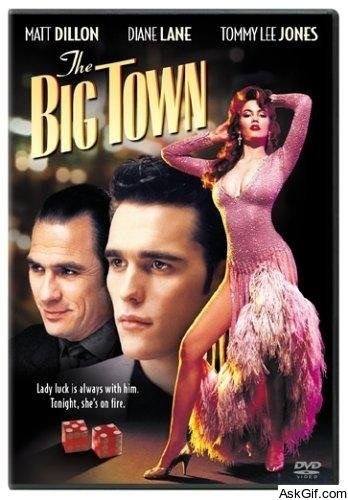 MATT DILLON DIANE LANE TOMMY LEE JONES
The
BIG TOWN
Lady luck is always with him.
Tonight, she's on fire.
DVD
VIDEO
AskGif.com